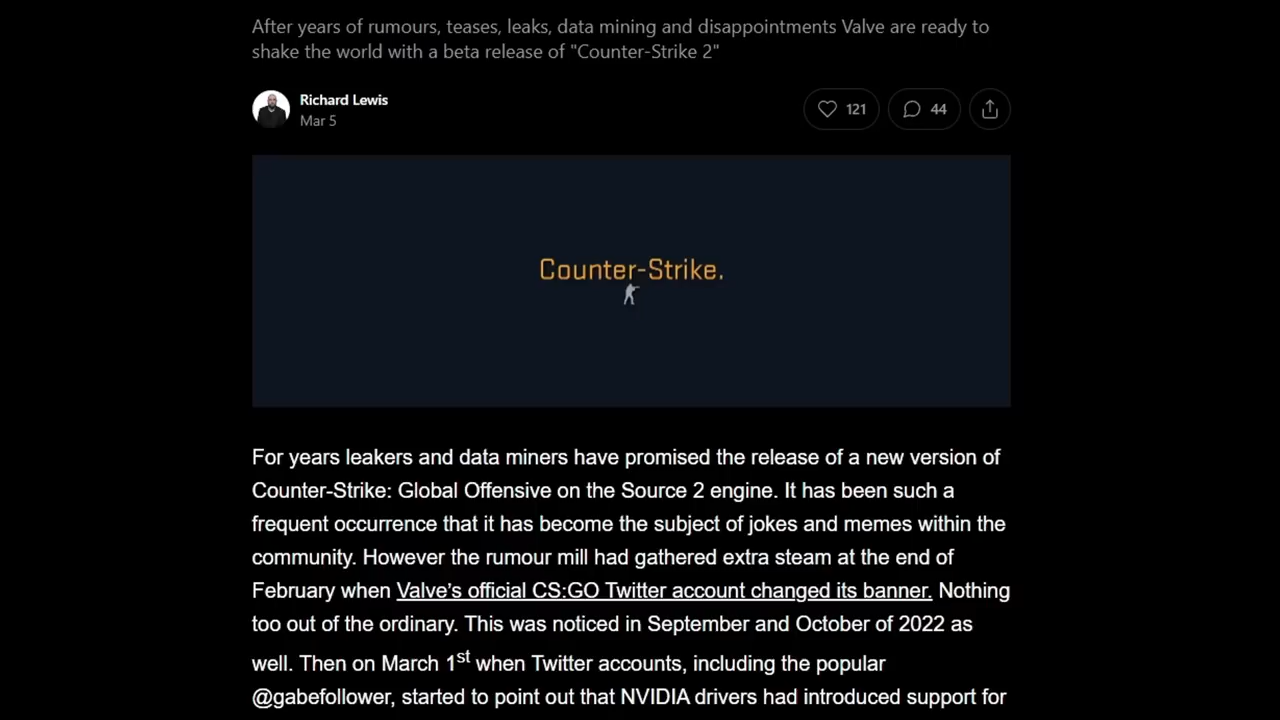 After years of rumours, teases, leaks, data mining and disappointments Valve are ready to
shake the world with a beta release of "Counter-Strike 2"
Richard Lewis
Mar 5
121
44
Counter-Strike.
For years leakers and data miners have promised the release of a new version of
Counter-Strike: Global Offensive on the Source 2 engine. It has been such a
frequent occurrence that it has become the subject of jokes and memes within the
community. However the rumour mill had gathered extra steam at the end of
February when Valve’s official CS:GO Twitter account changed its banner. Nothing
too out of the ordinary. This was noticed in September and October of 2022 as
well. Then on March 1st when Twitter accounts, including the popular
@gabefollower, started to point out that NVIDIA drivers had introduced support for